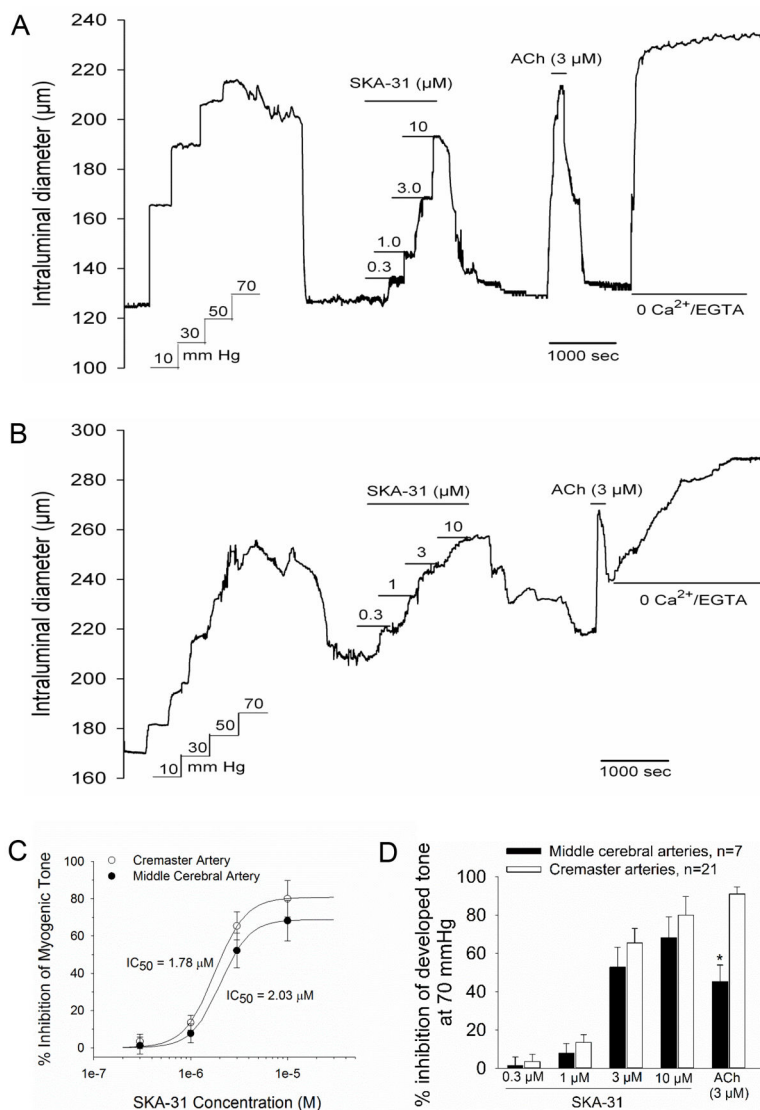 A
240
220
200
180
160
140
120
100
Intraluminal diameter (µm)
10
30
50
70
mm Hg
SKA-31 (µM)
0.3
1.0
3.0
10
ACh (3 µM)
0 Ca²⁺/EGTA
1000 sec
B
300
280
260
240
220
200
180
160
Intraluminal diameter (µm)
10
30
50
70
mm Hg
SKA-31 (µM)
0.3
1
3
10
ACh (3 µM)
0 Ca²⁺/EGTA
1000 sec
C
Cremaster Artery
Middle Cerebral Artery
100
80
60
40
20
0
% Inhibition of Myogenic Tone
IC₅₀ = 1.78 µM
IC₅₀ = 2.03 µM
1e-7
1e-6
1e-5
SKA-31 Concentration (M)
D
Middle cerebral arteries, n=7
Cremaster arteries, n=21
100
80
60
40
20
0
% inhibition of developed tone
at 70 mmHg
*
0.3 µM
1 µM
3 µM
10 µM
ACh
(3 µM)
SKA-31